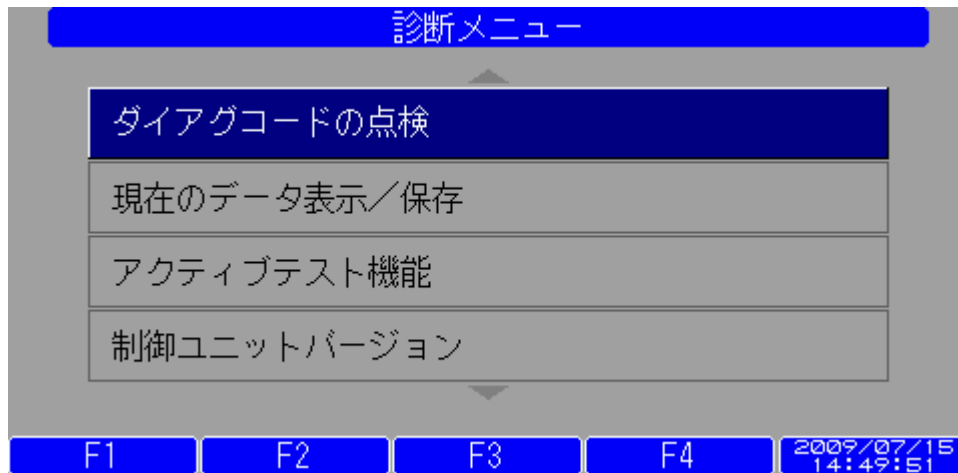 診断メニュー
ダイアグコードの点検
現在のデータ表示／保存
アクティブテスト機能
制御ユニットバージョン
F1 F2 F3 F4 2009/07/15
14:49:51